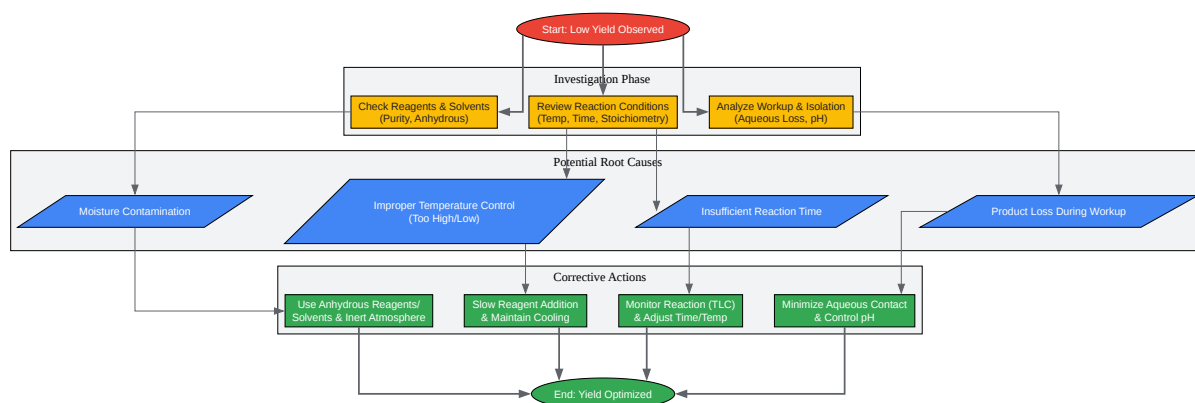 Start: Low Yield Observed
Investigation Phase
Check Reagents & Solvents
(Purity, Anhydrous)
Review Reaction Conditions
(Temp, Time, Stoichiometry)
Analyze Workup & Isolation
(Aqueous Loss, pH)
Potential Root Causes
Moisture Contamination
Improper Temperature Control
(Too High/Low)
Insufficient Reaction Time
Product Loss During Workup
Corrective Actions
Use Anhydrous Reagents/
Solvents & Inert Atmosphere
Slow Reagent Addition
& Maintain Cooling
Monitor Reaction (TLC)
& Adjust Time/Temp
Minimize Aqueous Contact
& Control pH
End: Yield Optimized